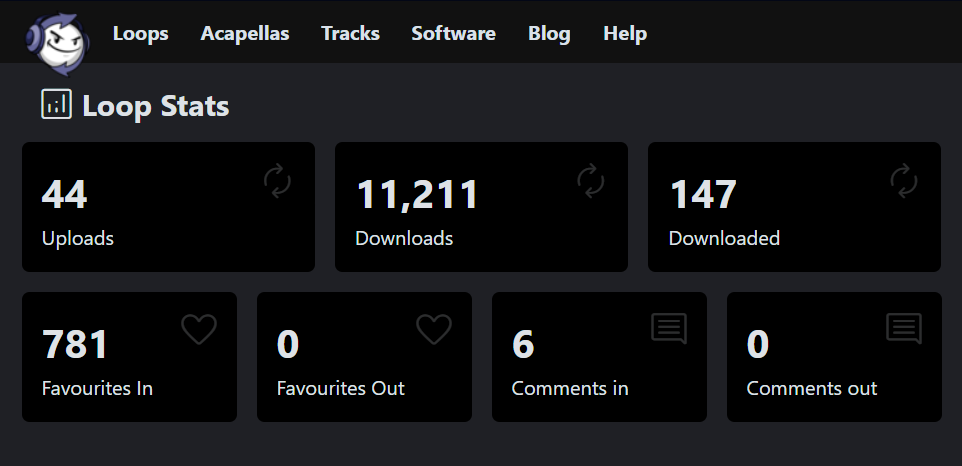 Loops Acapellas Tracks Software Blog Help
Loop Stats
44 11,211 147
Uploads Downloads Downloaded
781 0 6 0
Favourites In Favourites Out Comments in Comments out